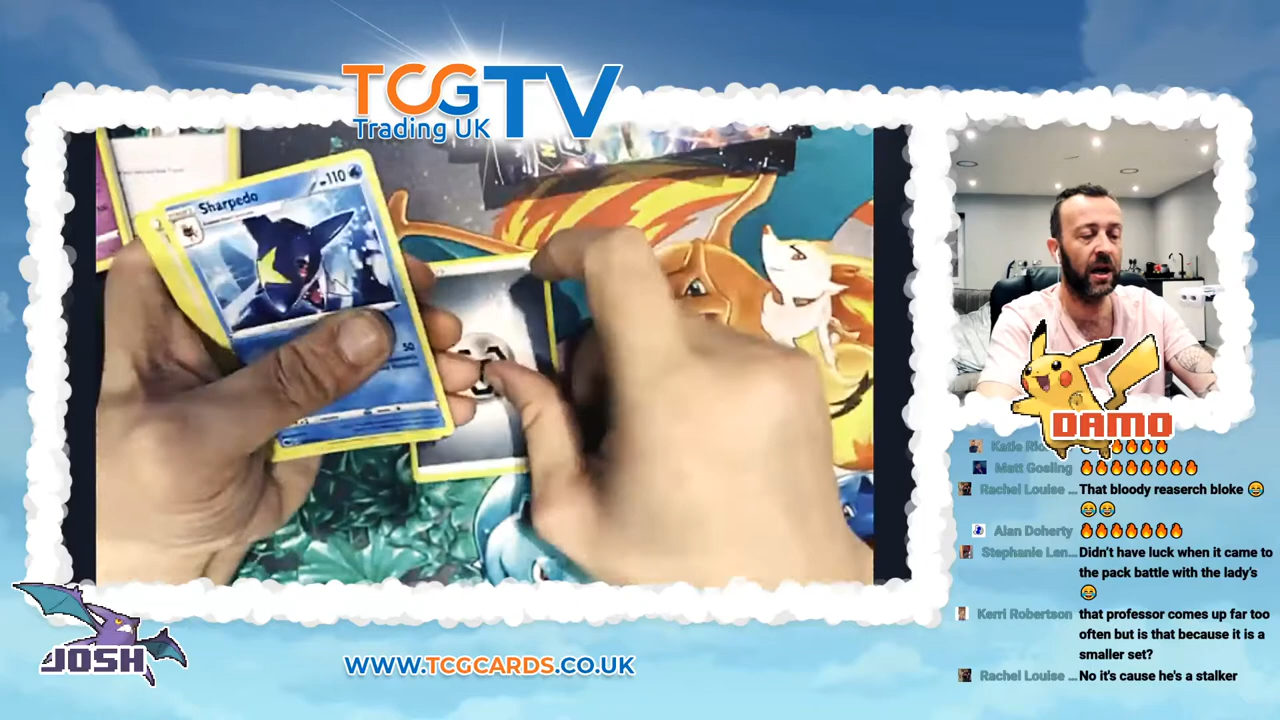 TCG TV
Trading UK
Sharpedo
110
50
DAMO
Katie
Matt Gosling 🔥🔥🔥🔥🔥🔥🔥🔥
Rachel Louise ... That bloody reaserch bloke 😂
😂😂
Alan Doherty 🔥🔥🔥🔥🔥🔥🔥
Stephanie Len... Didn't have luck when it came to
the pack battle with the lady's
😂
Kerri Robertson that professor comes up far too
often but is that because it is a
smaller set?
Rachel Louise ... No it's cause he's a stalker
JOSH
WWW.TCGCARDS.CO.UK